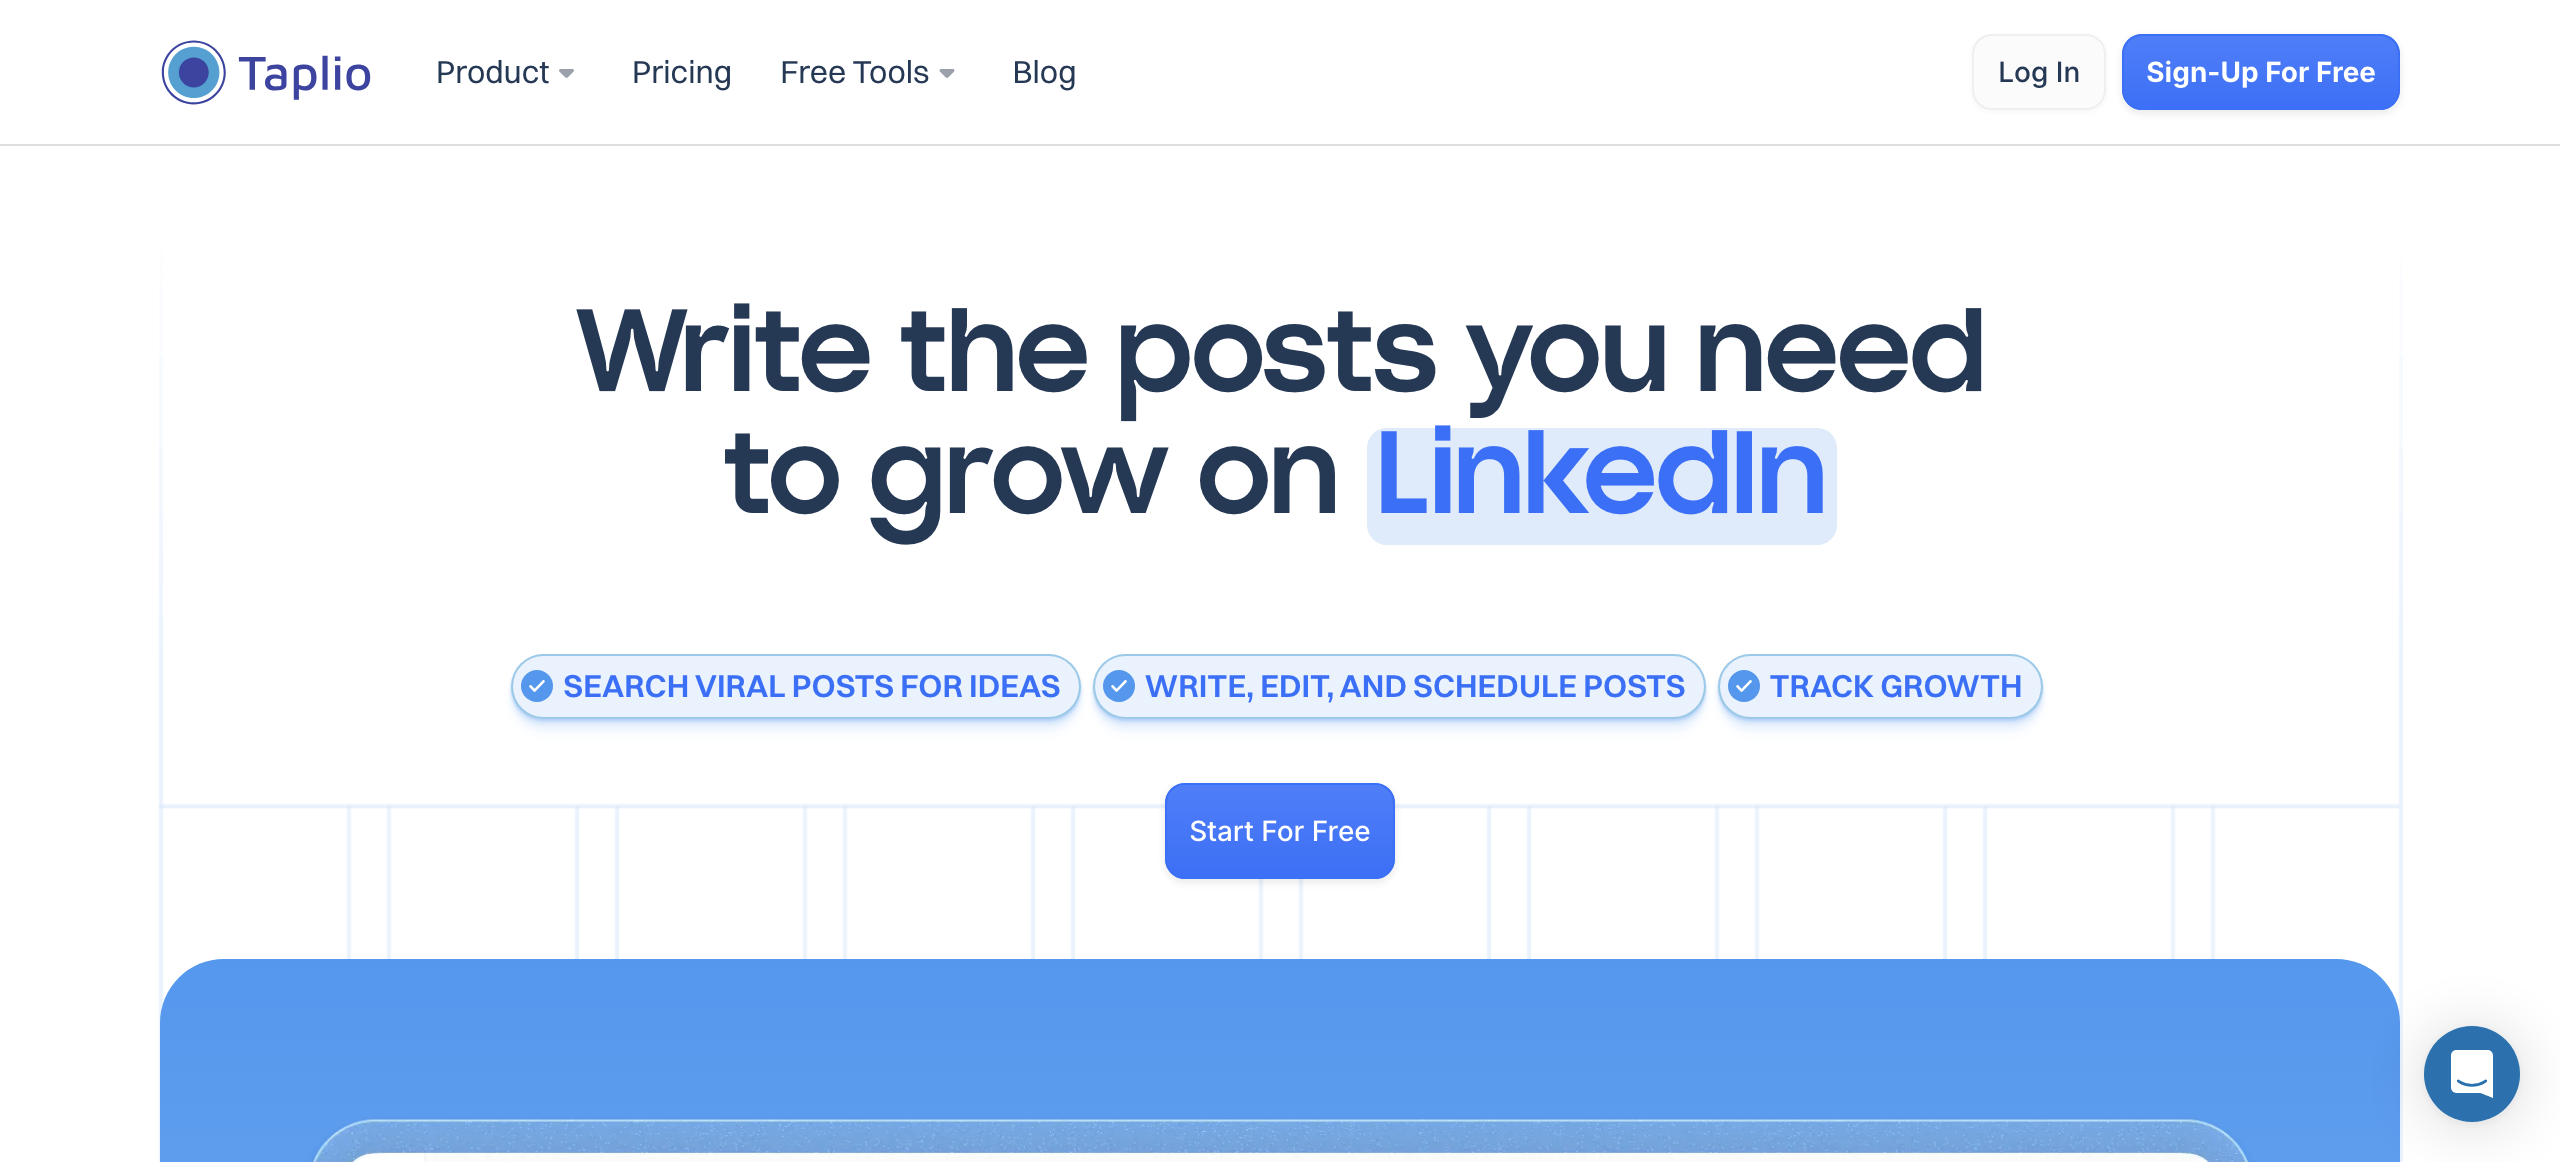 Taplio
Product
Pricing
Free Tools
Blog
Log In
Sign-Up For Free
Write the posts you need
to grow on LinkedIn
SEARCH VIRAL POSTS FOR IDEAS
WRITE, EDIT, AND SCHEDULE POSTS
TRACK GROWTH
Start For Free